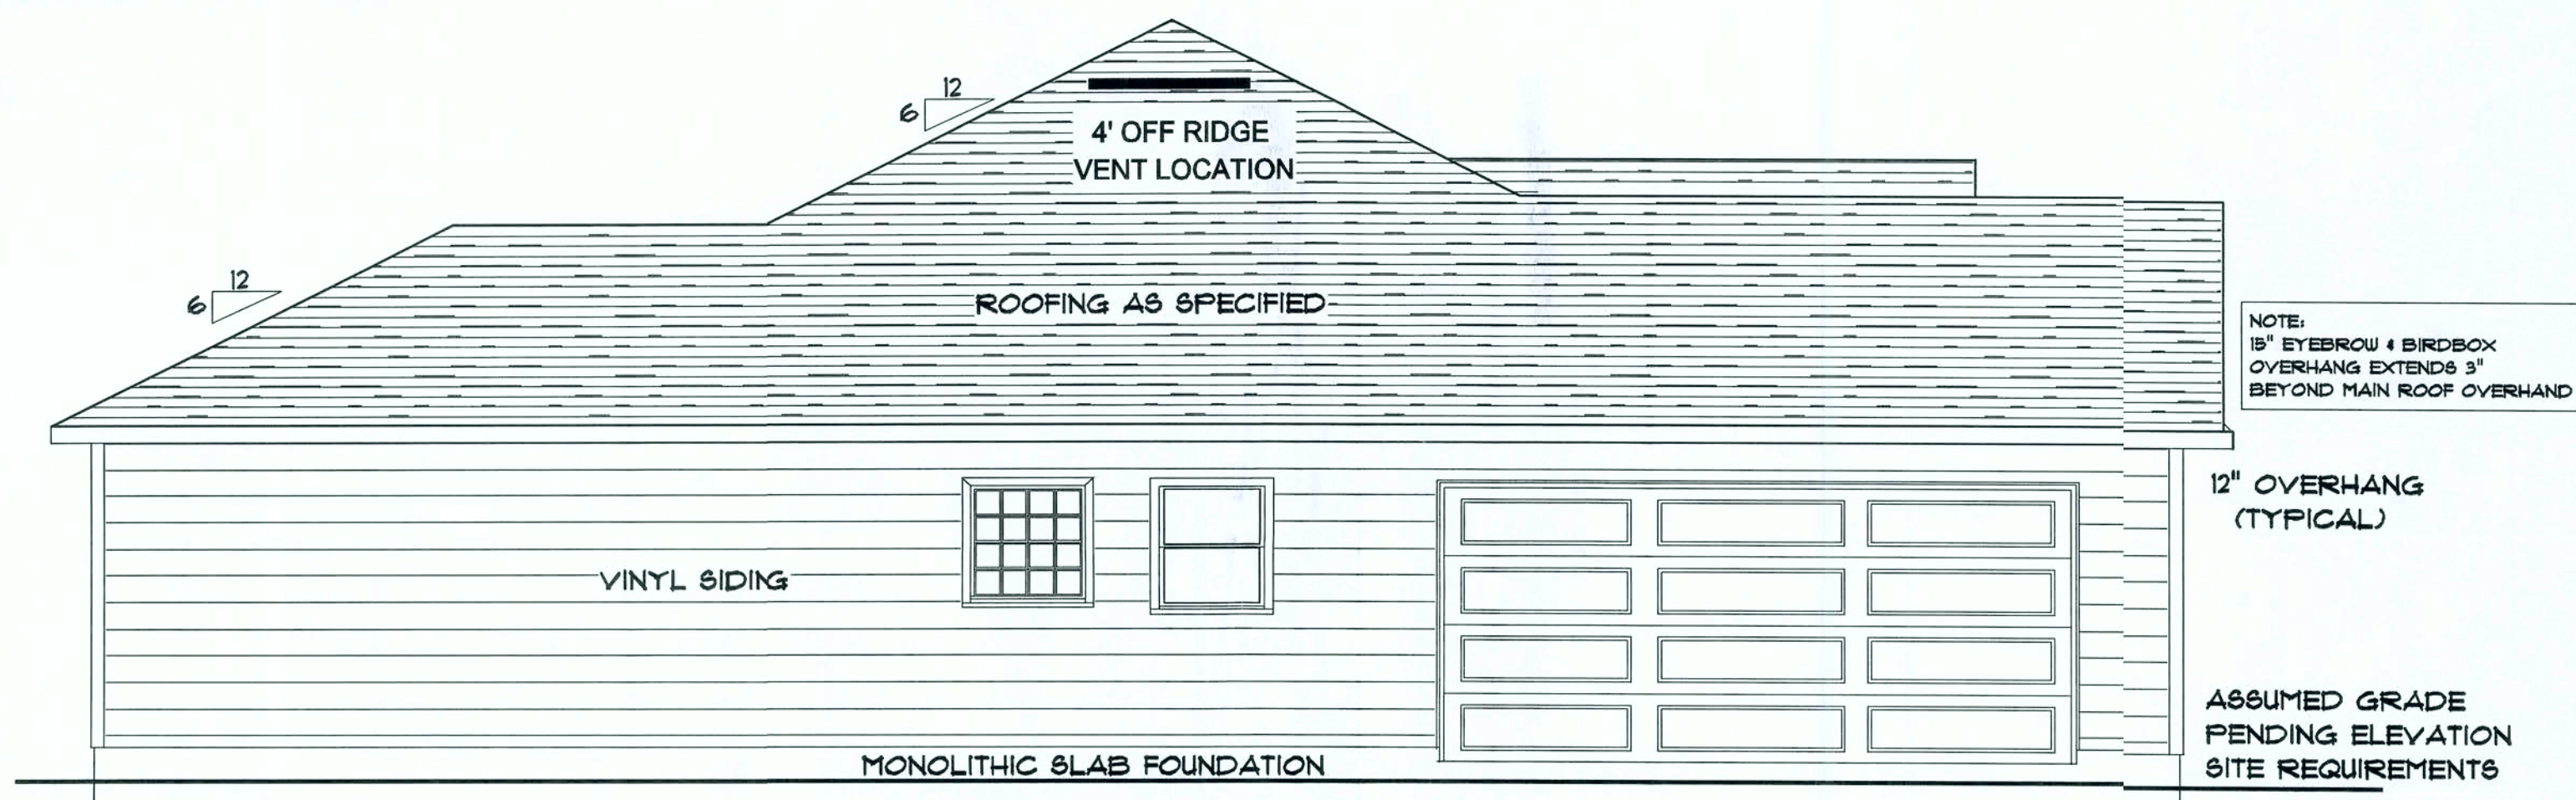 12
6
4' OFF RIDGE
VENT LOCATION
12
6
ROOFING AS SPECIFIED
NOTE:
15" EYEBROW & BIRDBOX
OVERHANG EXTENDS 3"
BEYOND MAIN ROOF OVERHAND
12" OVERHANG
(TYPICAL)
VINYL SIDING
ASSUMED GRADE
PENDING ELEVATION
SITE REQUIREMENTS
MONOLITHIC SLAB FOUNDATION